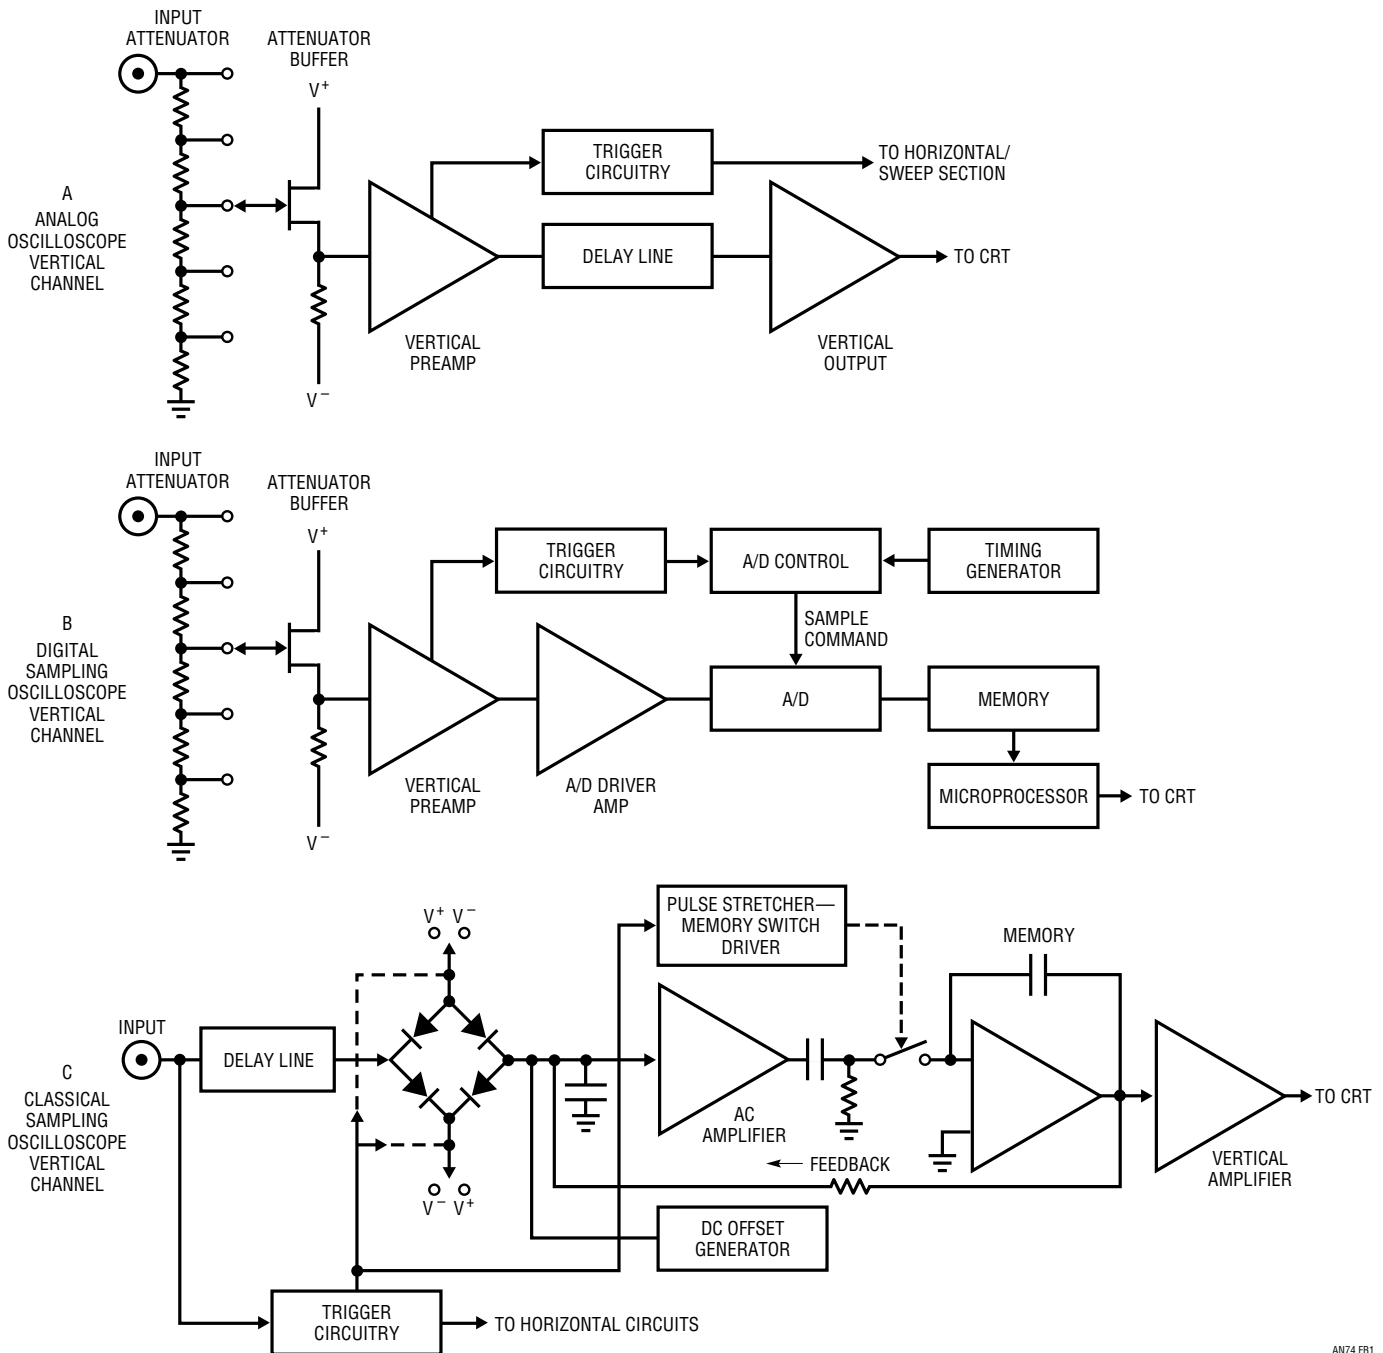 INPUT
ATTENUATOR
ATTENUATOR
BUFFER
V+
TRIGGER
CIRCUITRY
TO HORIZONTAL/
SWEEP SECTION
A
ANALOG
OSCILLOSCOPE
VERTICAL
CHANNEL
DELAY LINE
TO CRT
VERTICAL
PREAMP
VERTICAL
OUTPUT
V−
INPUT
ATTENUATOR
ATTENUATOR
BUFFER
V+
TRIGGER
CIRCUITRY
A/D CONTROL
TIMING
GENERATOR
SAMPLE
COMMAND
B
DIGITAL
SAMPLING
OSCILLOSCOPE
VERTICAL
CHANNEL
A/D
MEMORY
VERTICAL
PREAMP
A/D DRIVER
AMP
MICROPROCESSOR
TO CRT
V−
PULSE STRETCHER—
MEMORY SWITCH
DRIVER
V+ V−
MEMORY
INPUT
DELAY LINE
C
CLASSICAL
SAMPLING
OSCILLOSCOPE
VERTICAL
CHANNEL
AC
AMPLIFIER
TO CRT
FEEDBACK
VERTICAL
AMPLIFIER
V− V+
DC OFFSET
GENERATOR
TRIGGER
CIRCUITRY
TO HORIZONTAL CIRCUITS
AN74 FB1